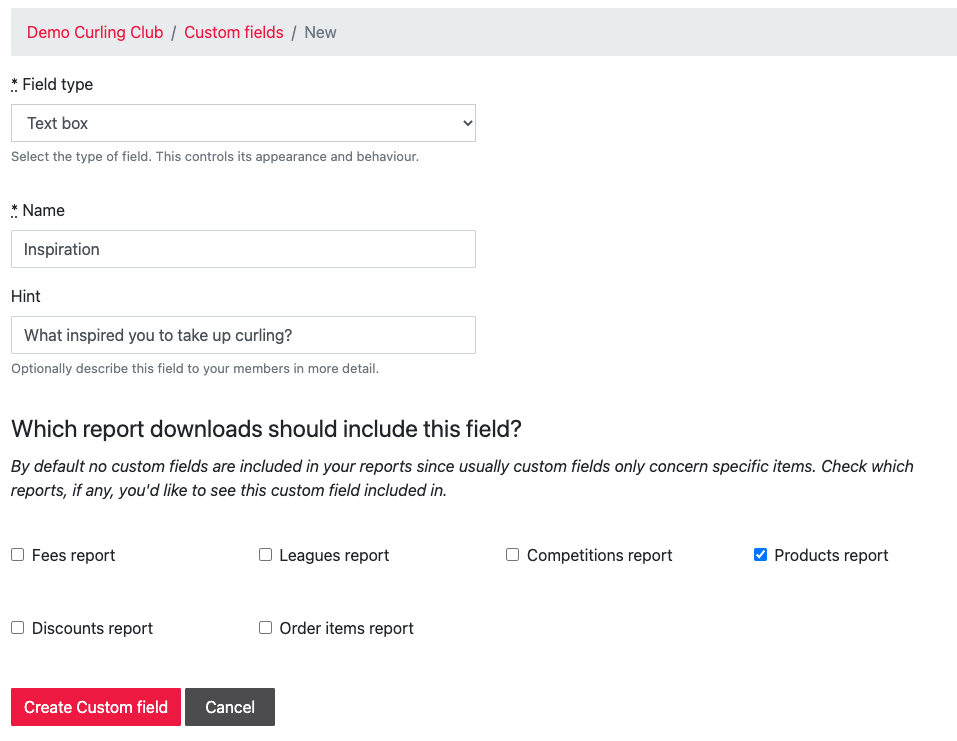 Demo Curling Club / Custom fields / New
* Field type
Text box
Select the type of field. This controls its appearance and behaviour.
* Name
Inspiration
Hint
What inspired you to take up curling?
Optionally describe this field to your members in more detail.
Which report downloads should include this field?
By default no custom fields are included in your reports since usually custom fields only concern specific items. Check which
reports, if any, you'd like to see this custom field included in.
Fees report Leagues report Competitions report Products report
Discounts report Order items report
Create Custom field Cancel